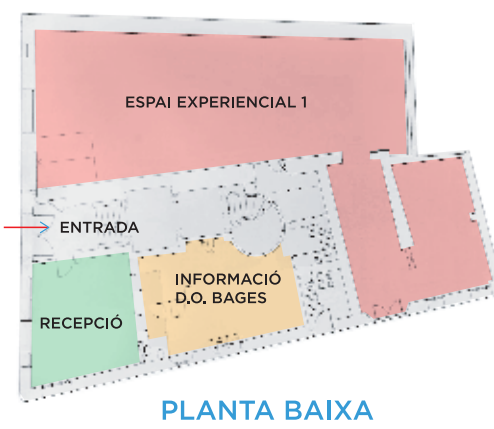 ESPAI EXPERIENCIAL 1
ENTRADA
INFORMACIÓ
D.O. BAGES
RECEPCIÓ
PLANTA BAIXA